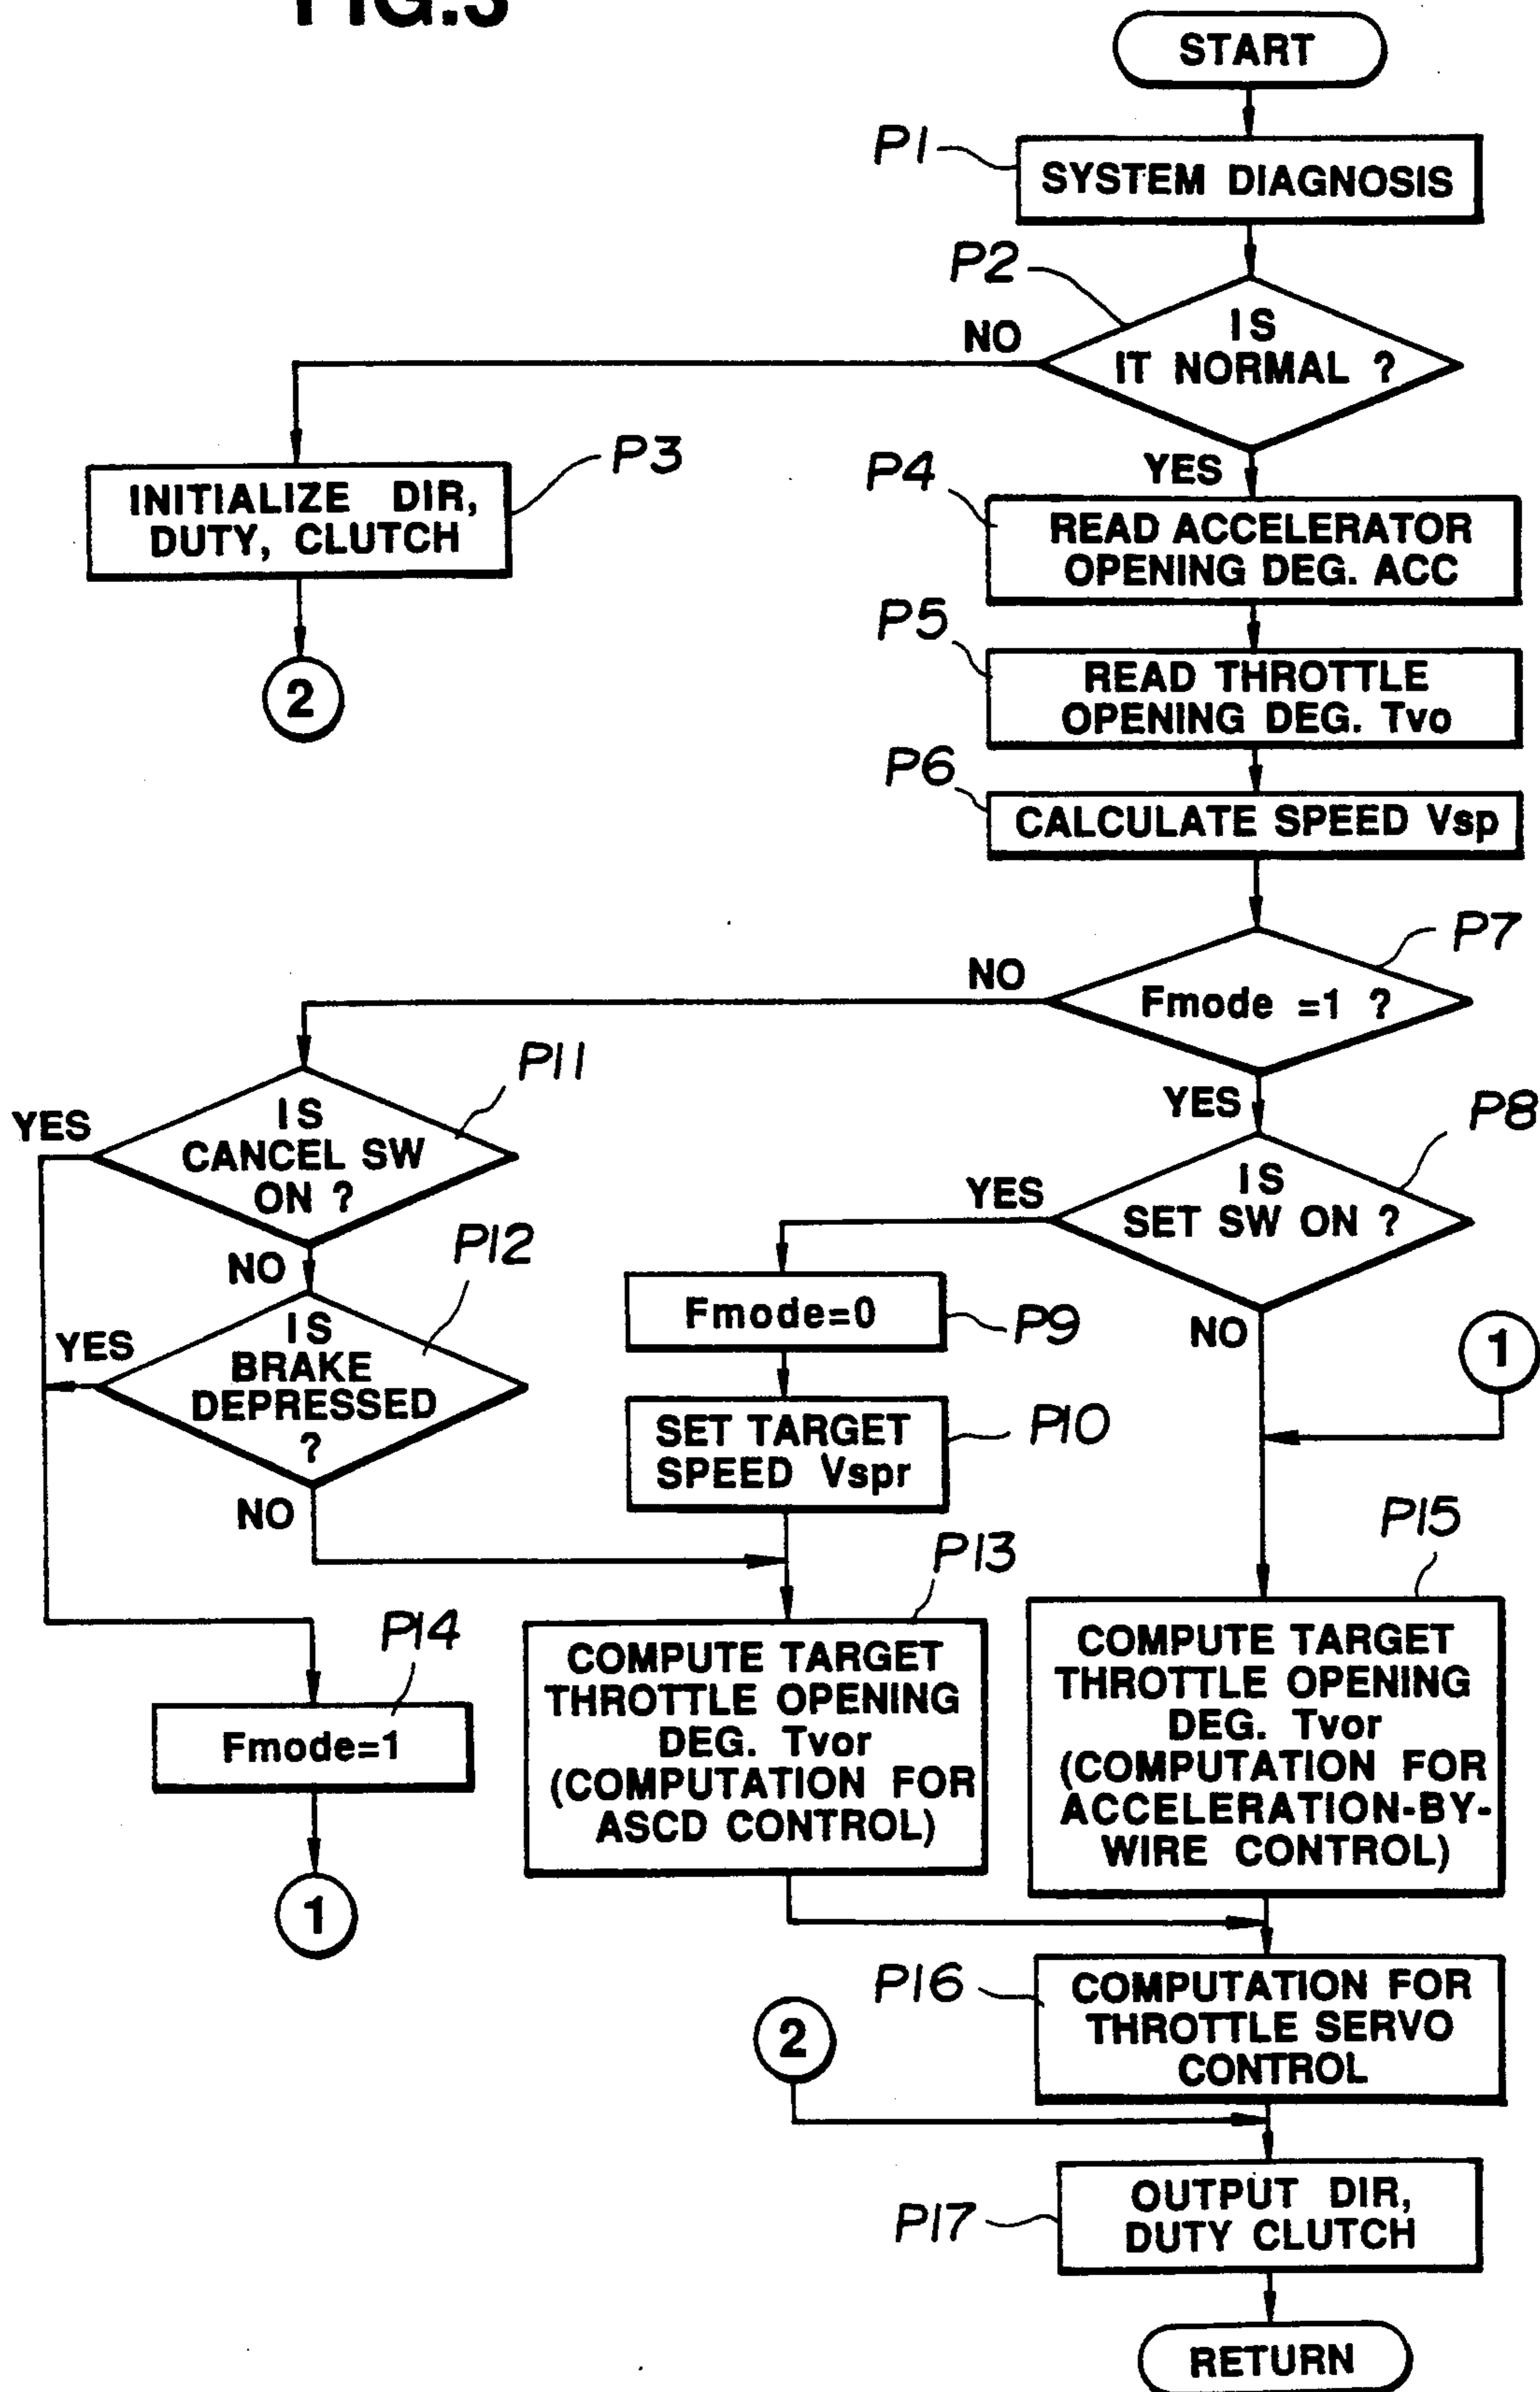 FIG.3
START
P1
SYSTEM DIAGNOSIS
P2
IS
IT NORMAL ?
NO
YES
P3
INITIALIZE DIR,
DUTY, CLUTCH
2
P4
READ ACCELERATOR
OPENING DEG. ACC
P5
READ THROTTLE
OPENING DEG. Tvo
P6
CALCULATE SPEED Vsp
P7
Fmode =1 ?
NO
YES
P8
IS
SET SW ON ?
YES
NO
P11
IS
CANCEL SW
ON ?
YES
NO
P12
IS
BRAKE
DEPRESSED
?
YES
NO
Fmode=0
P9
SET TARGET
SPEED Vspr
P10
1
P13
COMPUTE TARGET
THROTTLE OPENING
DEG. Tvor
(COMPUTATION FOR
ASCD CONTROL)
P14
Fmode=1
1
P15
COMPUTE TARGET
THROTTLE OPENING
DEG. Tvor
(COMPUTATION FOR
ACCELERATION-BY-
WIRE CONTROL)
P16
COMPUTATION FOR
THROTTLE SERVO
CONTROL
2
P17
OUTPUT DIR,
DUTY CLUTCH
RETURN